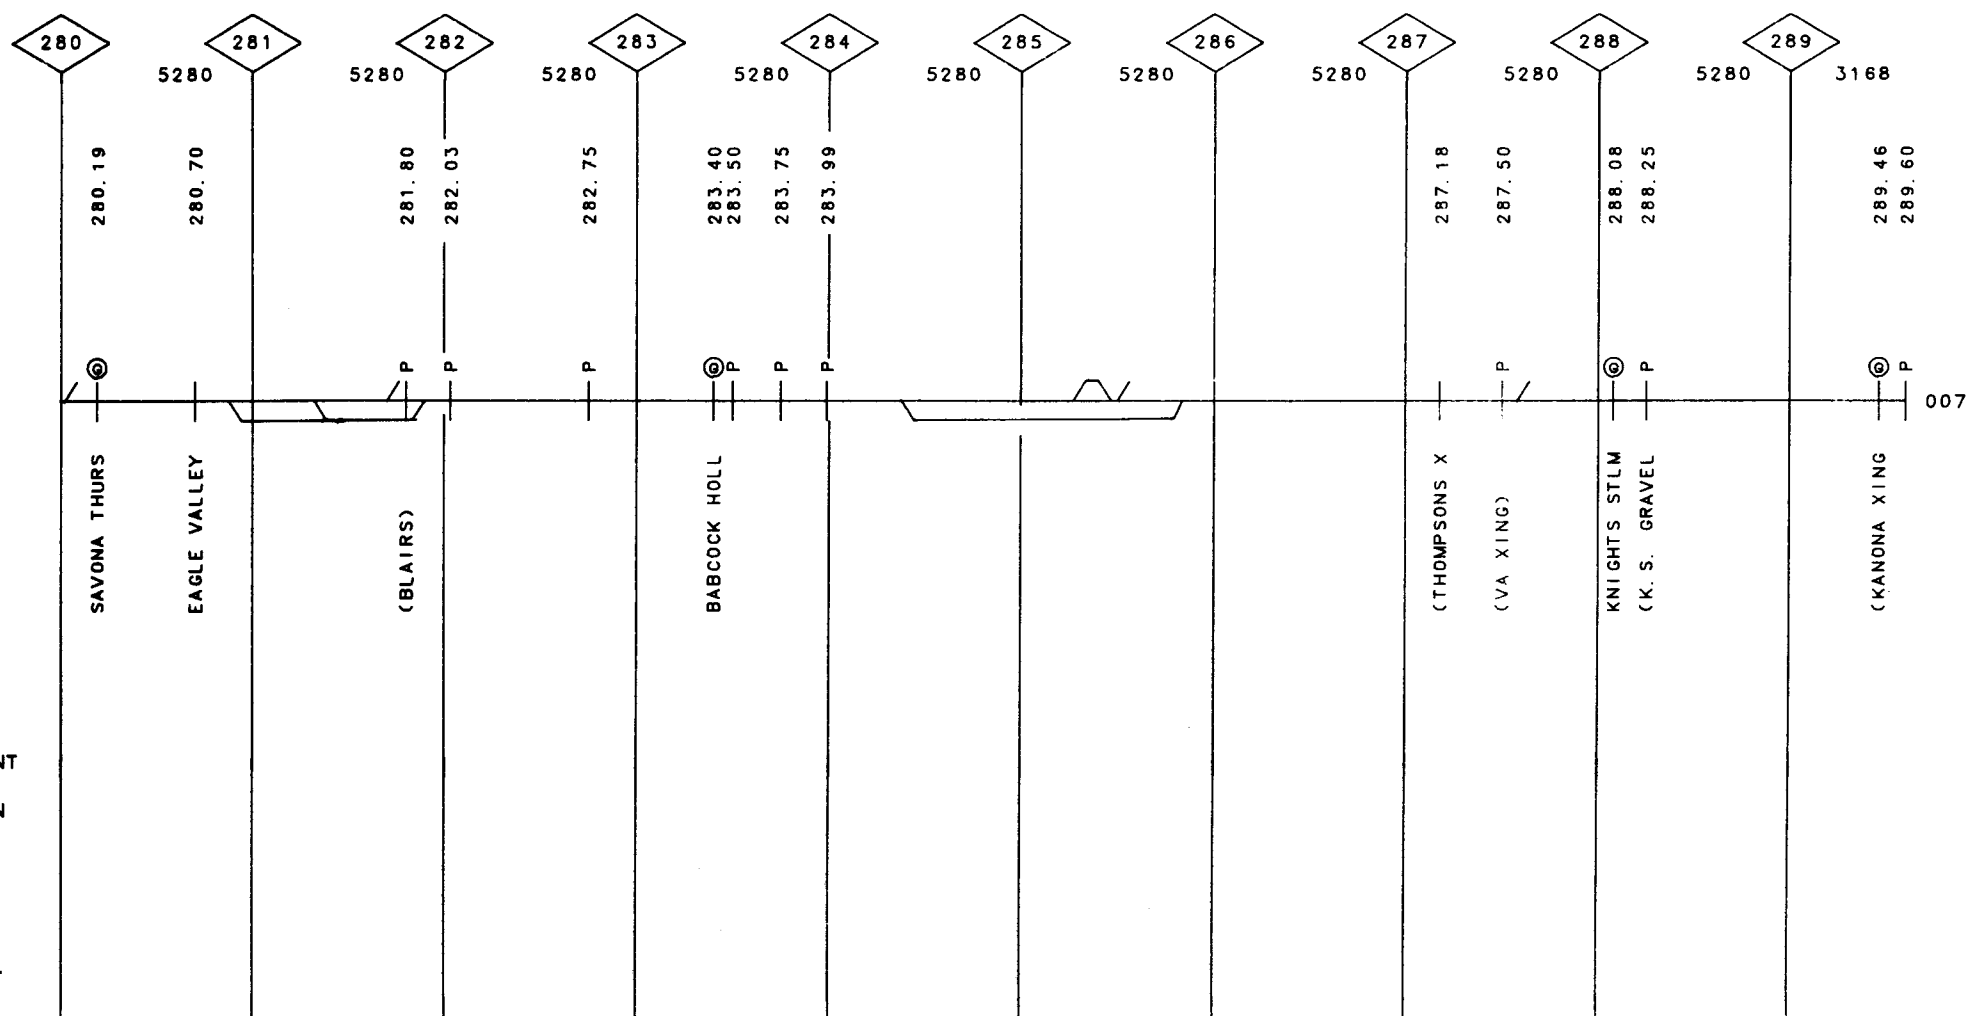 280 281 282 283 284 285 286 287 288 289
5280 5280 5280 5280 5280 5280 5280 5280 5280 3168
280.19
280.70
281.80
282.03
282.75
283.40
283.50
283.75
283.99
287.18
287.50
288.08
288.25
289.46
289.60
P P P P P P P P P
007
SAVONA THURS
EAGLE VALLEY
(BLAIRS)
BABCOCK HOLL
(THOMPSONS X
(VA XING)
KNIGHTS STLM
(K. S. GRAVEL
(KANONA XING
NT